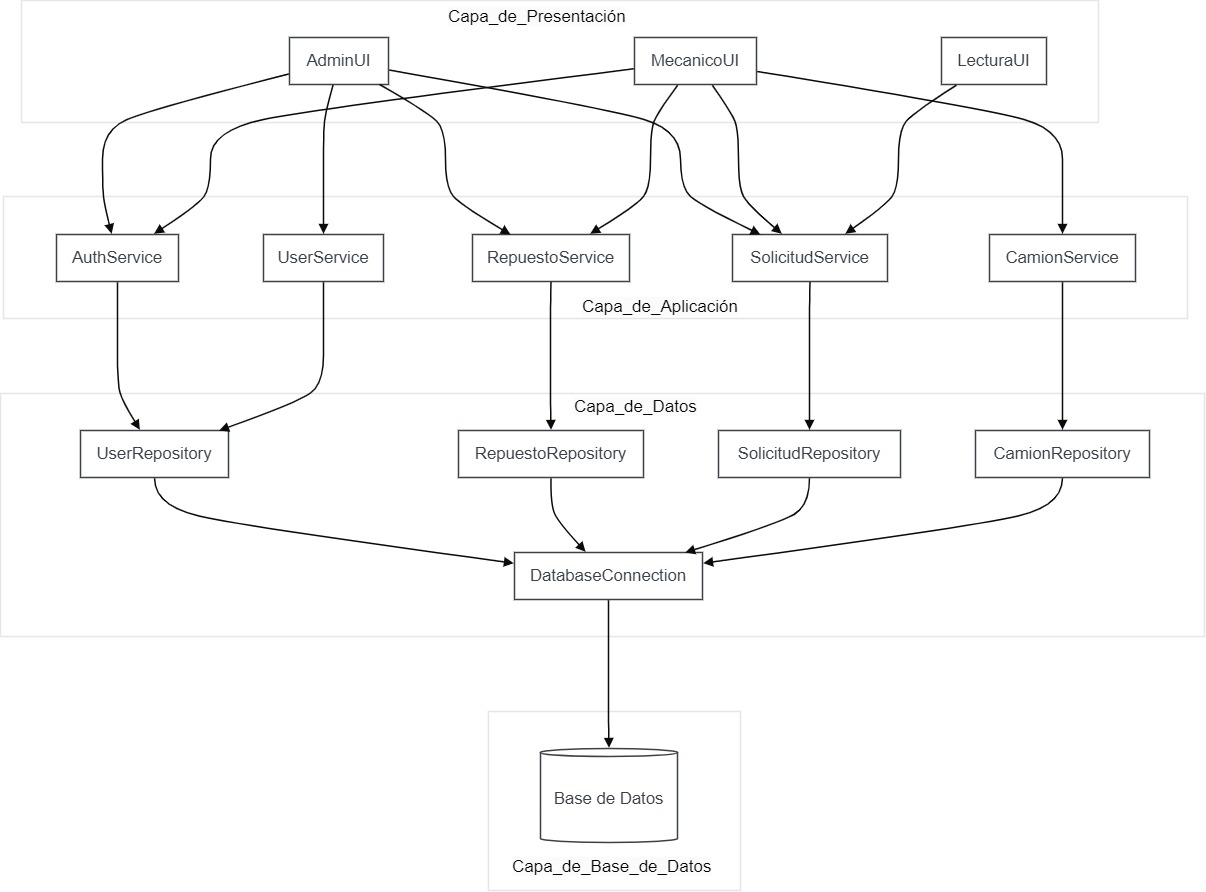 Capa_de_Presentación
AdminUI
MecanicoUI
LecturaUI
AuthService
UserService
RepuestoService
SolicitudService
CamionService
Capa_de_Aplicación
Capa_de_Datos
UserRepository
RepuestoRepository
SolicitudRepository
CamionRepository
DatabaseConnection
Base de Datos
Capa_de_Base_de_Datos